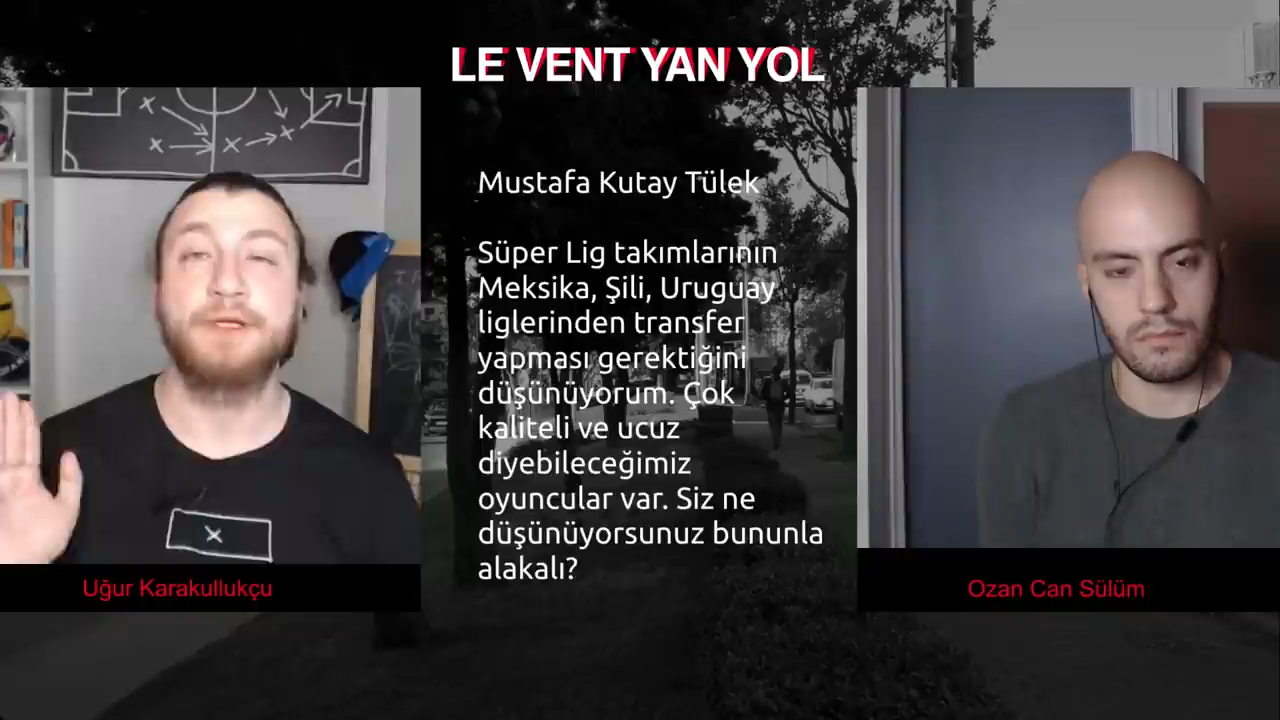 LE VENT YAN YOL
Mustafa Kutay Tülek
Süper Lig takımlarının
Meksika, Şili, Uruguay
liglerinden transfer
yapması gerektiğini
düşünüyorum. Çok
kaliteli ve ucuz
diyebileceğimiz
oyuncular var. Siz ne
düşünüyorsunuz bununla
alakalı?
Uğur Karakullukçu
Ozan Can Sülüm